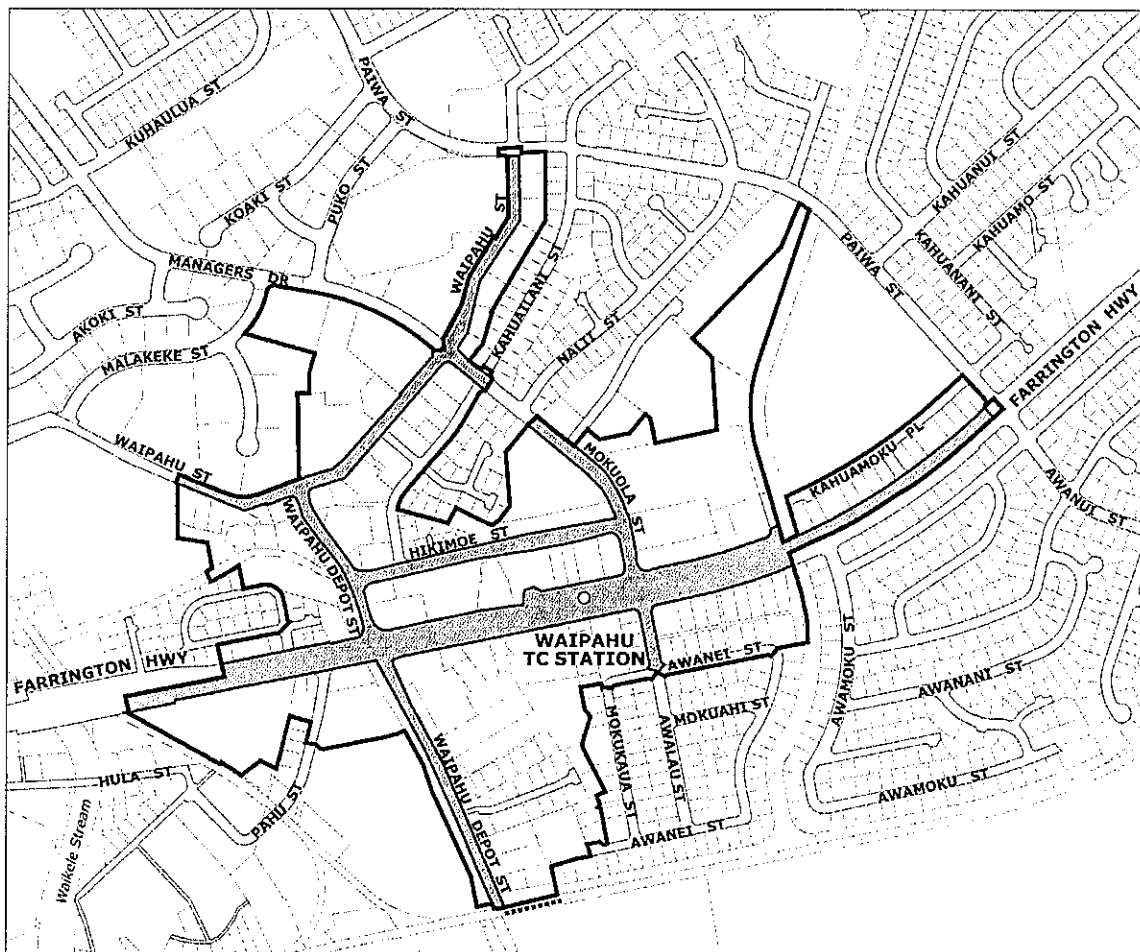 KUHAULUA ST
PAIWA ST
KOAKI ST
PUKO ST
WAIPAHU ST
KAHUAILANI ST
NALII ST
KAHUANUI ST
KAHUAMO ST
KAHUANANI ST
PAIWA ST
FARRINGTON HWY
MANAGERS DR
AKOKI ST
MALAKEKE ST
WAIPAHU ST
WAIPAHU DEPOT ST
HIKIMOE ST
MOKUOLA ST
KAHUAMOKU PL
AWANUI ST
WAIPAHU
TC STATION
FARRINGTON HWY
AWANEI ST
MOKUAHI ST
MOKUKAUA ST
AWALAU ST
AWAMOKU ST
AWANANI ST
AWAMOKU ST
HULA ST
PAHU ST
WAIPAHU DEPOT ST
AWANEI ST
Waikele Stream